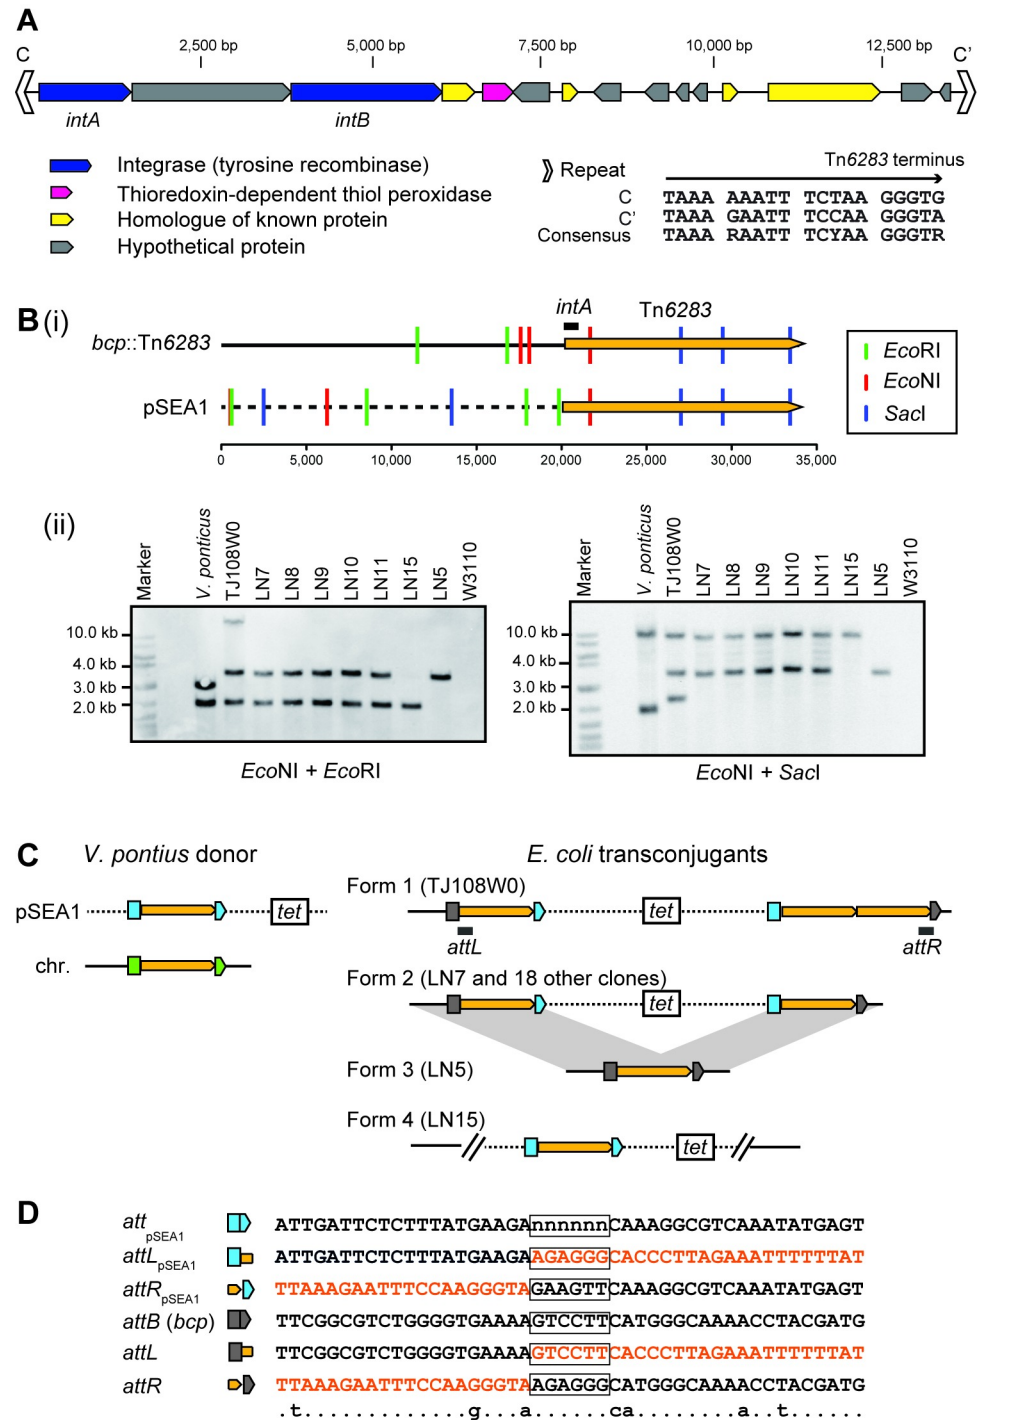 A
C 2,500 bp 5,000 bp 7,500 bp 10,000 bp 12,500 bp C’
intA intB
Integrase (tyrosine recombinase)
Thioredoxin-dependent thiol peroxidase
Homologue of known protein
Hypothetical protein
Tn6283 terminus
Repeat
C TAAA AAATT TCTAA GGGTG
C’ TAAA GAATT TCCAA GGGTA
Consensus TAAA RAATT TCYAA GGGTR
B (i)
intA Tn6283
bcp::Tn6283
pSEA1
EcoRI
EcoNI
SacI
0 5,000 10,000 15,000 20,000 25,000 30,000 35,000
(ii)
Marker V. ponticus TJ108W0 LN7 LN8 LN9 LN10 LN11 LN15 LN5 W3110
10.0 kb
4.0 kb
3.0 kb
2.0 kb
EcoNI + EcoRI
Marker V. ponticus TJ108W0 LN7 LN8 LN9 LN10 LN11 LN15 LN5 W3110
10.0 kb
4.0 kb
3.0 kb
2.0 kb
EcoNI + SacI
C V. pontius donor E. coli transconjugants
pSEA1 tet
chr.
Form 1 (TJ108W0)
tet
attL attR
Form 2 (LN7 and 18 other clones)
tet
Form 3 (LN5)
Form 4 (LN15)
tet
D
att pSEA1 ATTGATTCTCTTTATGAAGAnnnnnnCAAAGGCGTCAAATATGAGT
attL pSEA1 ATTGATTCTCTTTATGAAGAAGAGGGCACCCTTAGAAATTTTTTAT
attR pSEA1 TTAAAGAATTTCCAAGGGTAGAAGTTCAAAGGCGTCAAATATGAGT
attB (bcp) TTCGGCGTCTGGGGTGAAAAGTCCTTCATGGGCAAAACCTACGATG
attL TTCGGCGTCTGGGGTGAAAAGTCCTTCACCCTTAGAAATTTTTTAT
attR TTAAAGAATTTCCAAGGGTAAGAGGGCATGGGCAAAACCTACGATG
.t.............g...a......ca........a..t......